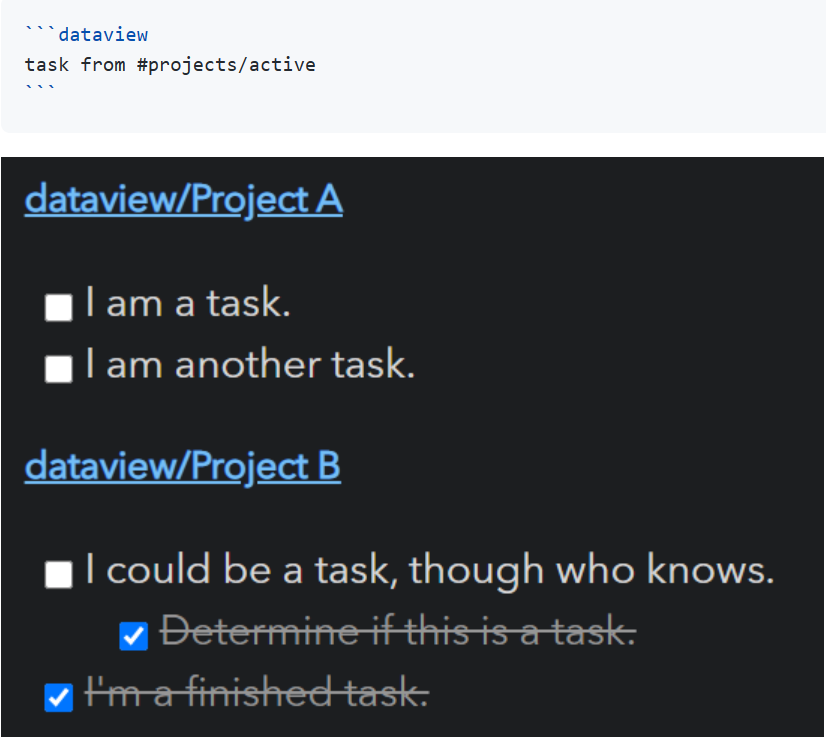 ```dataview
task from #projects/active
```
dataview/Project A
I am a task.
I am another task.
dataview/Project B
I could be a task, though who knows.
Determine if this is a task.
I'm a finished task.